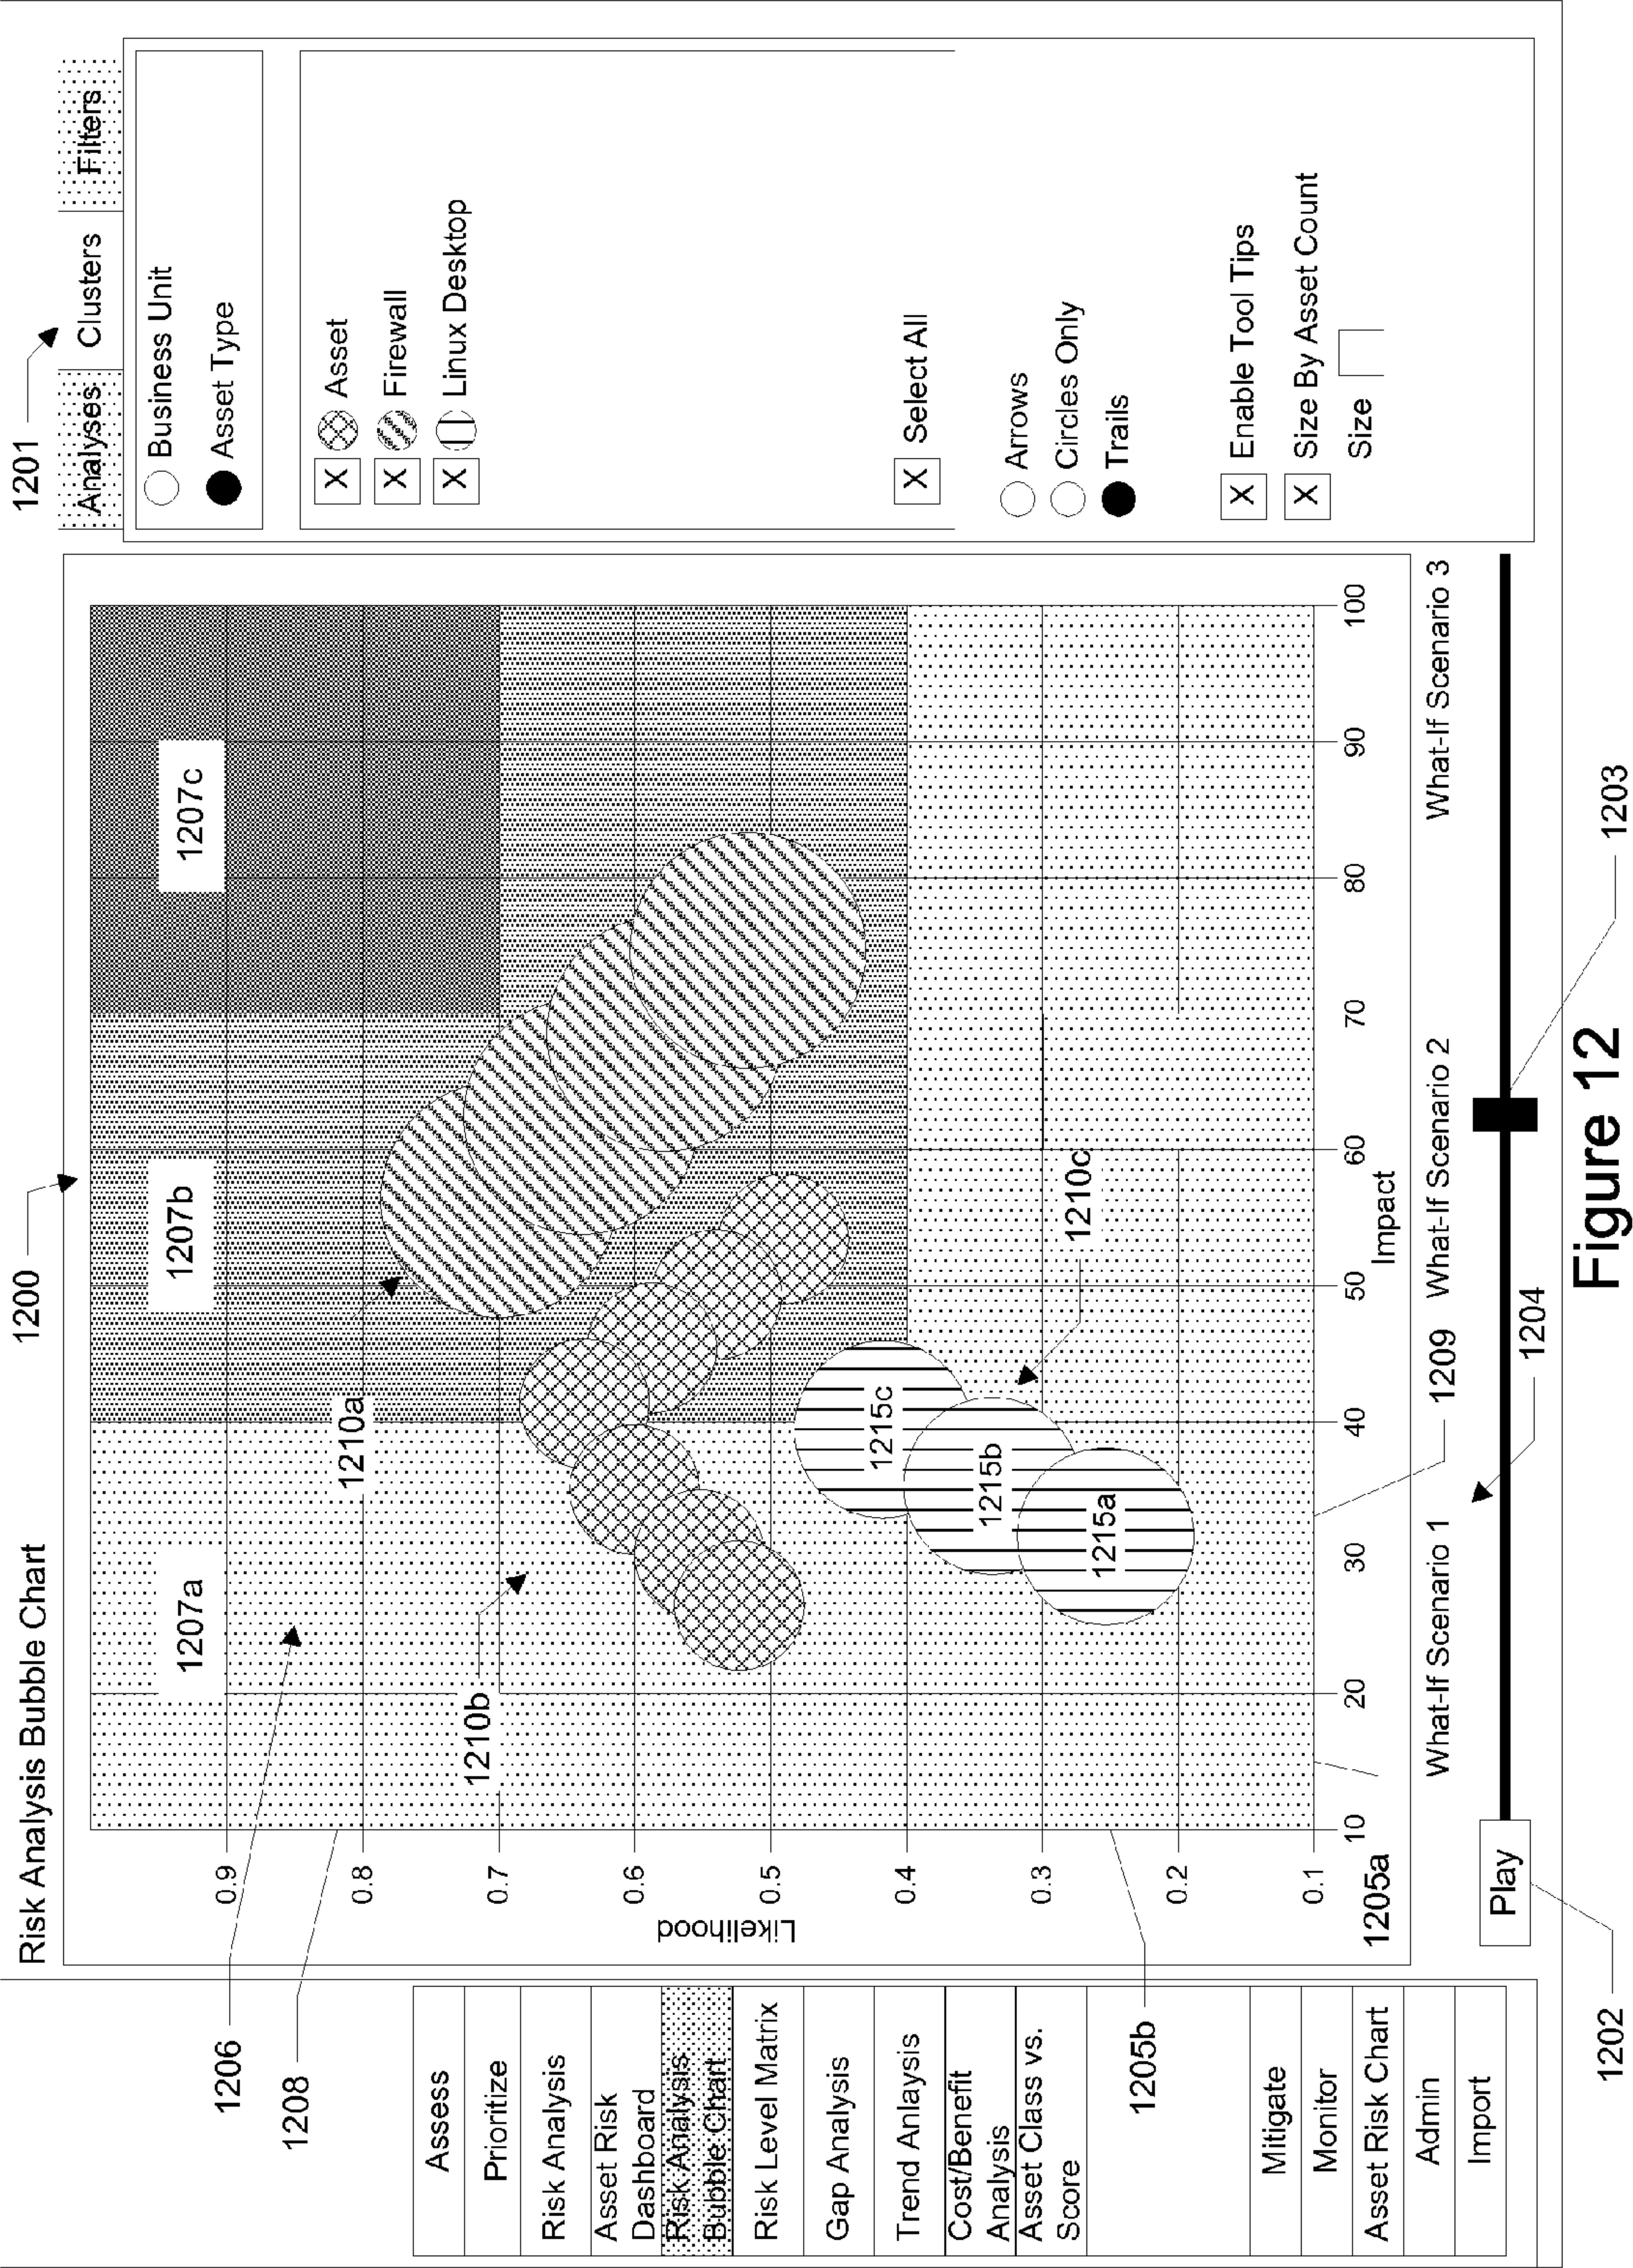 1200
1201
Risk Analysis Bubble Chart
Analyses
Clusters
Filters
1206
1208
Assess
Prioritize
Risk Analysis
Asset Risk
Dashboard
Risk Analysis
Bubble Chart
Risk Level Matrix
Gap Analysis
Trend Anlaysis
Cost/Benefit
Analysis
Asset Class vs.
Score
1205b
Mitigate
Monitor
Asset Risk Chart
Admin
Import
1202
Likelihood
0.9
0.8
0.7
0.6
0.5
0.4
0.3
0.2
0.1
1207a
1207b
1207c
1210a
1210b
1215c
1215b
1215a
1210c
1205a
10
20
30
40
50
60
70
80
90
100
Impact
What-If Scenario 1
1209
What-If Scenario 2
What-If Scenario 3
Play
1204
1203
Business Unit
Asset Type
X Asset
X Firewall
X Linux Desktop
X Select All
Arrows
Circles Only
Trails
X Enable Tool Tips
X Size By Asset Count
Size
Figure 12